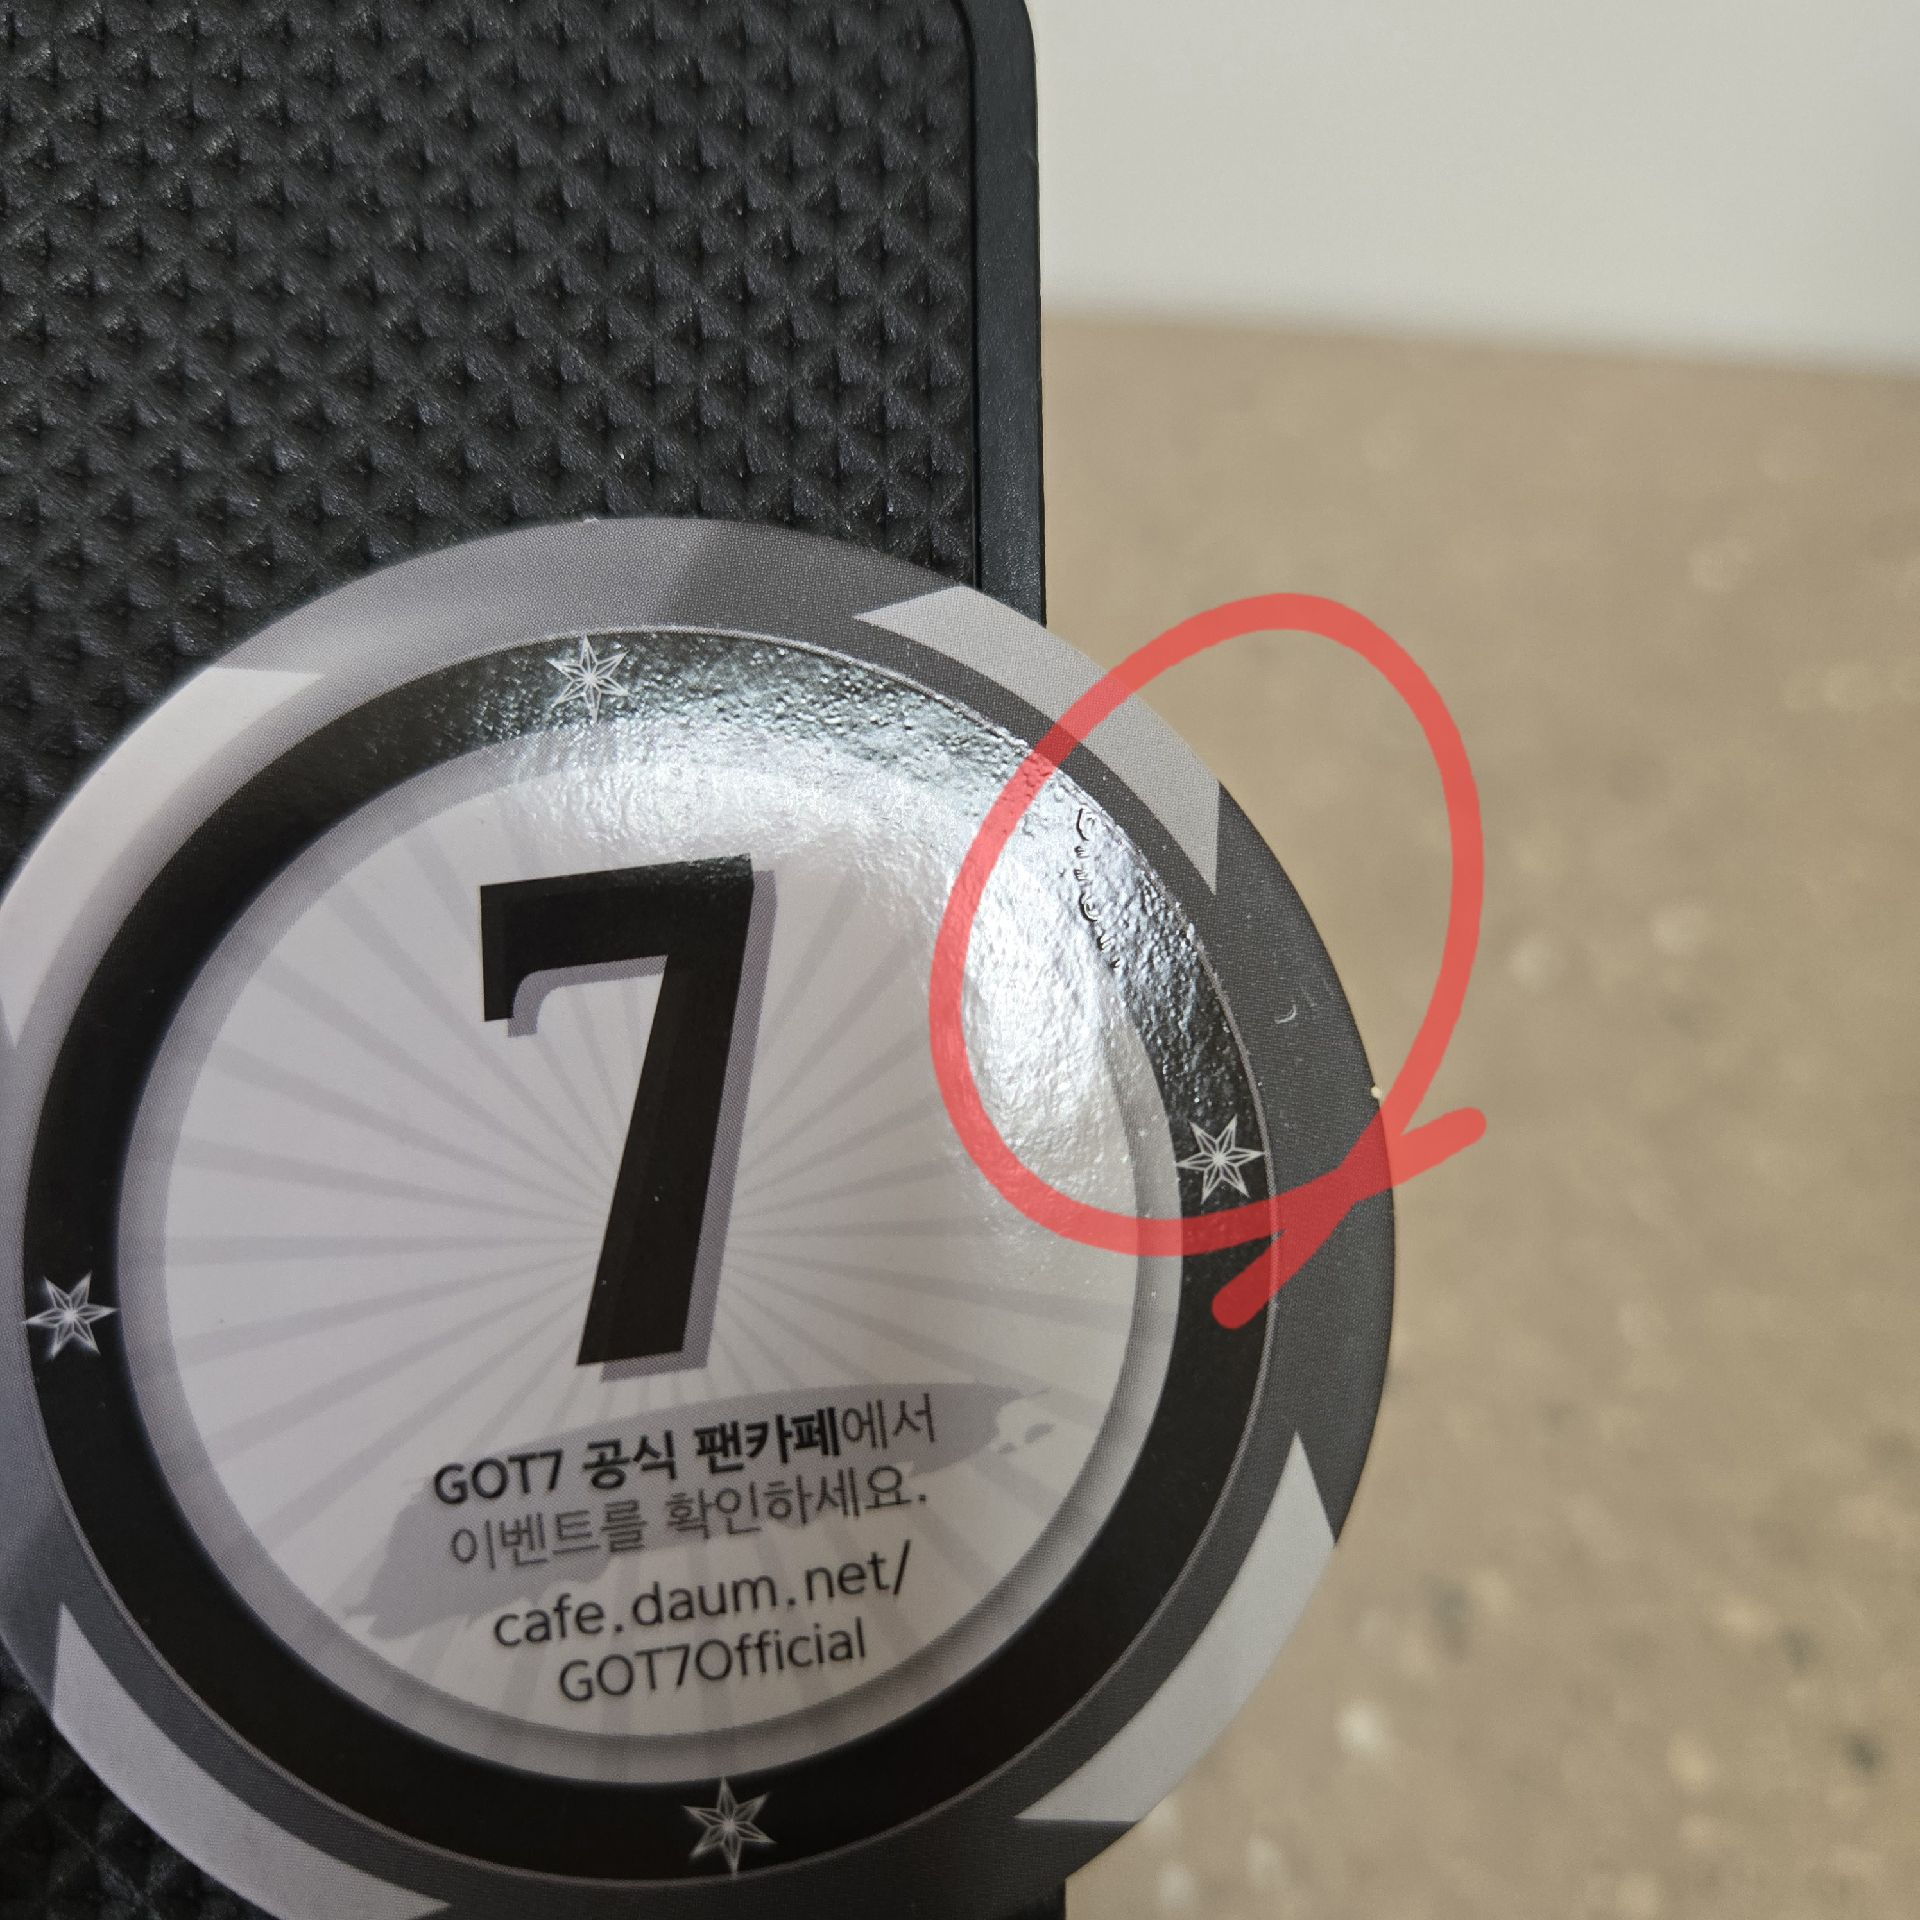 7
GOT7 공식 팬카페에서
이벤트를 확인하세요.
cafe.daum.net/
GOT7Official